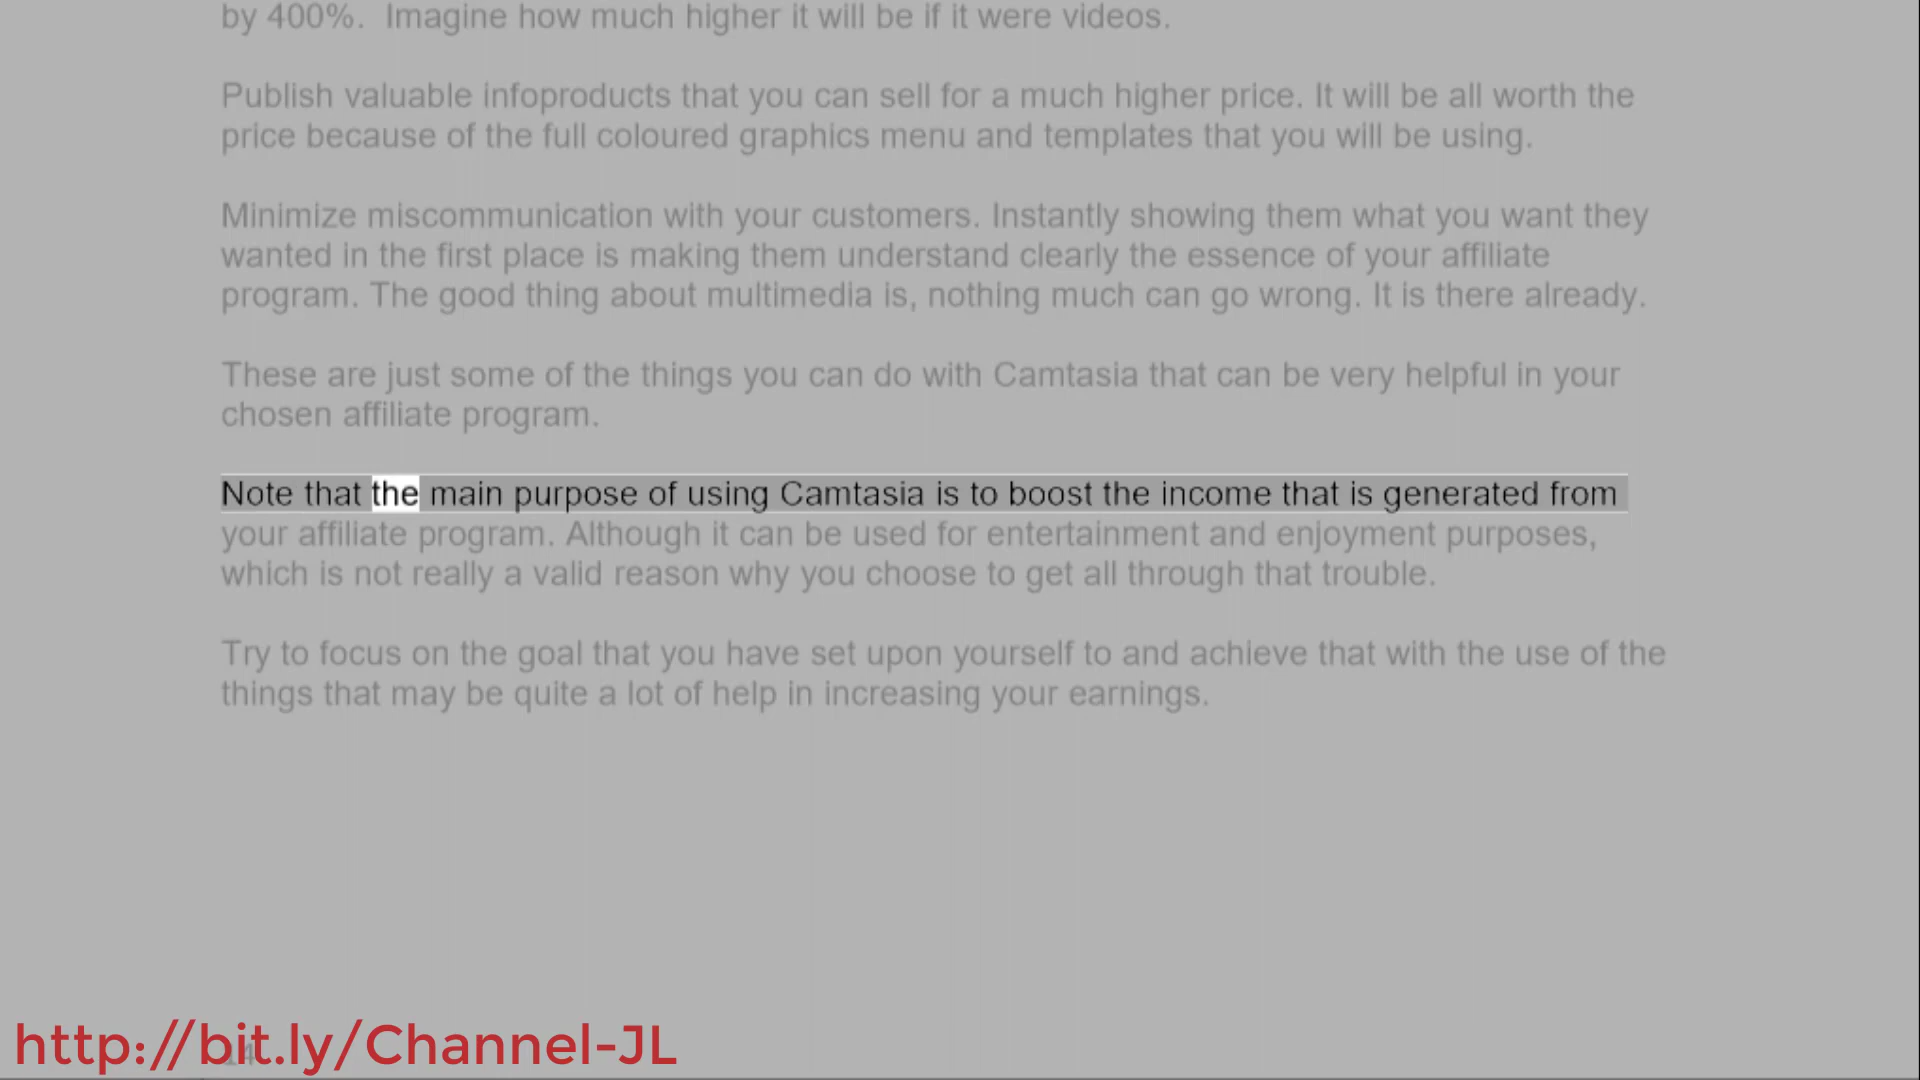 by 400%.  Imagine how much higher it will be if it were videos.
Publish valuable infoproducts that you can sell for a much higher price. It will be all worth the
price because of the full coloured graphics menu and templates that you will be using.
Minimize miscommunication with your customers. Instantly showing them what you want they
wanted in the first place is making them understand clearly the essence of your affiliate
program. The good thing about multimedia is, nothing much can go wrong. It is there already.
These are just some of the things you can do with Camtasia that can be very helpful in your
chosen affiliate program.
Note that the main purpose of using Camtasia is to boost the income that is generated from
your affiliate program. Although it can be used for entertainment and enjoyment purposes,
which is not really a valid reason why you choose to get all through that trouble.
Try to focus on the goal that you have set upon yourself to and achieve that with the use of the
things that may be quite a lot of help in increasing your earnings.
http://bit.ly/Channel-JL